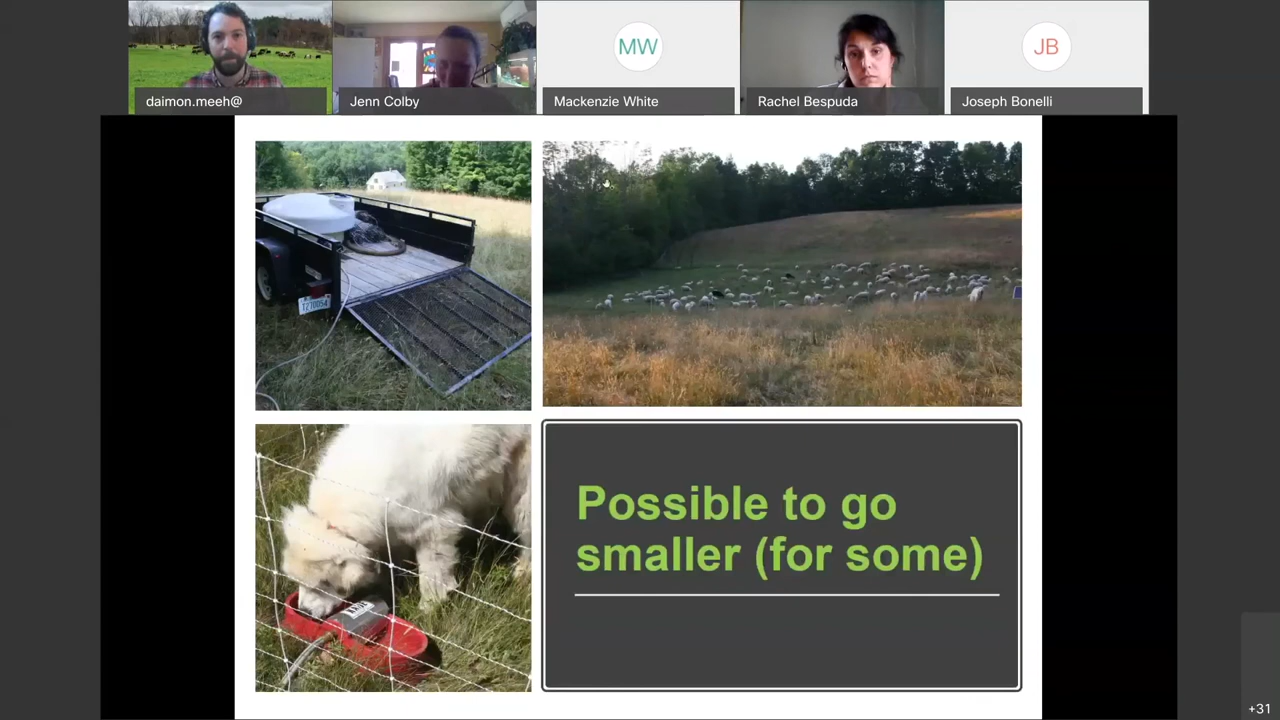 MW
JB
daimon.meeh@
Jenn Colby
Mackenzie White
Rachel Bespuda
Joseph Bonelli
Possible to go
smaller (for some)
+31